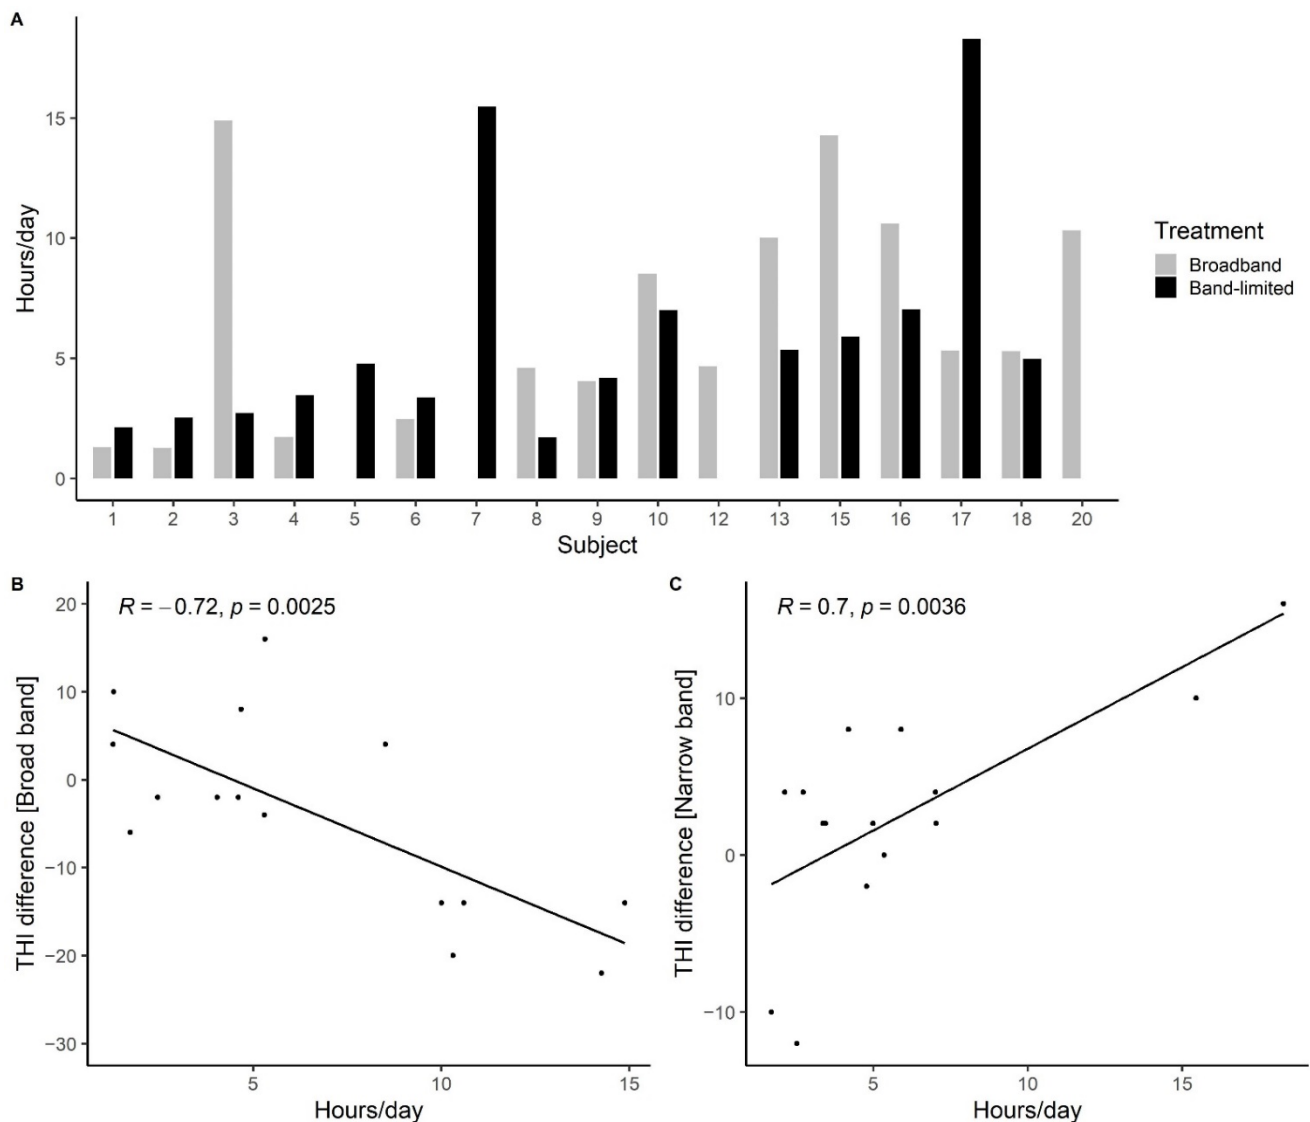 A
Hours/day
15
10
5
0
1 2 3 4 5 6 7 8 9 10 12 13 15 16 17 18 20
Subject
Treatment
Broadband
Band-limited
B
R = −0.72, p = 0.0025
THI difference [Broad band]
20
10
0
−10
−20
−30
5 10 15
Hours/day
C
R = 0.7, p = 0.0036
THI difference [Narrow band]
10
0
−10
5 10 15
Hours/day